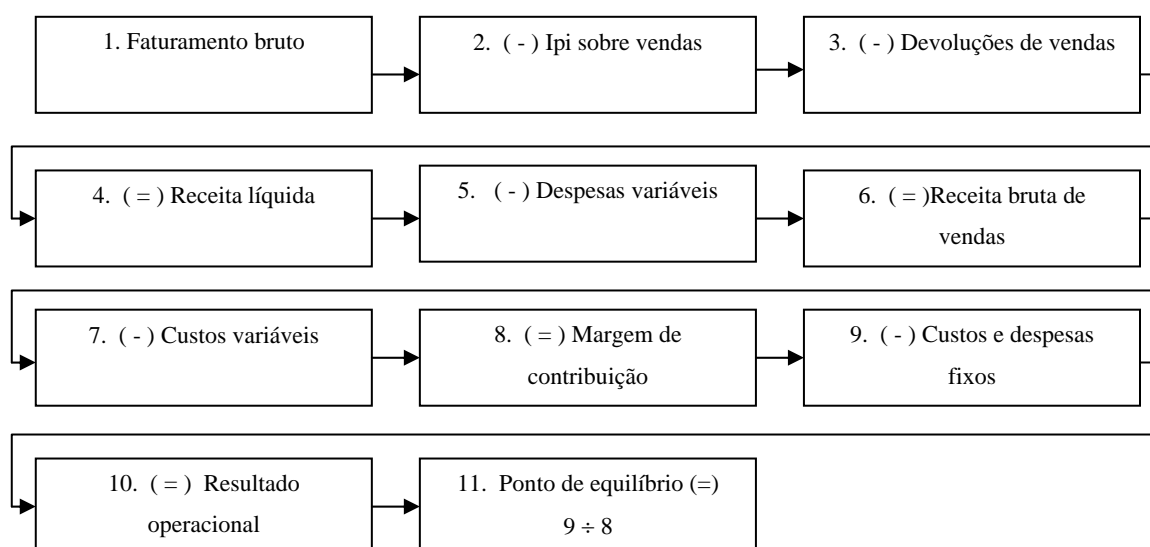 1. Faturamento bruto
2. ( - ) Ipi sobre vendas
3. ( - ) Devoluções de vendas
4. ( = ) Receita líquida
5. ( - ) Despesas variáveis
6. ( = )Receita bruta de
vendas
7. ( - ) Custos variáveis
8. ( = ) Margem de
contribuição
9. ( - ) Custos e despesas
fixos
10. ( = ) Resultado
operacional
11. Ponto de equilíbrio (=)
9 ÷ 8